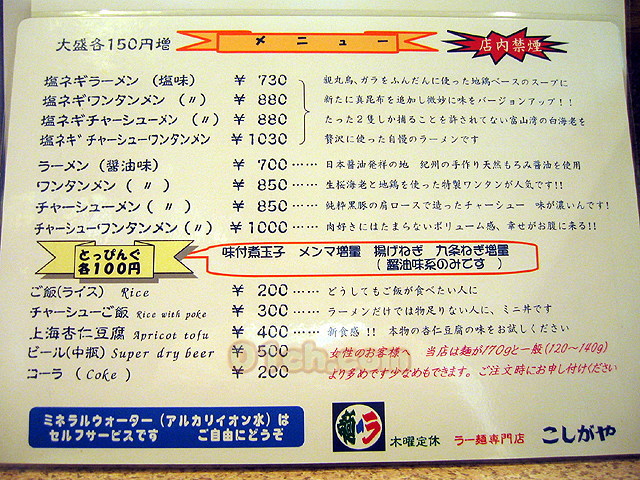 大盛各150円増
メニュー
店内禁煙
塩ネギラーメン（塩味） ¥ 730
塩ネギワンタンメン（〃） ¥ 880
塩ネギチャーシューメン（〃） ¥ 880
塩ネギチャーシューワンタンメン ¥ 1030
親丸鳥、ガラをふんだんに使った地鶏ベースのスープに
新たに真昆布を追加し微妙に味をバージョンアップ！！
たった2隻しか捕ることを許されてない富山湾の白海老を
贅沢に使った自慢のラーメンです
ラーメン（醤油味） ¥ 700…… 日本醤油発祥の地 紀州の手作り天然もろみ醤油を使用
ワンタンメン（〃） ¥ 850…… 生桜海老と地鶏を使った特製ワンタンが人気です!!
チャーシューメン（〃） ¥ 850…… 純粋黒豚の肩ロースで造ったチャーシュー 味が濃いんです!
チャーシューワンタンメン（〃） ¥ 1000…… 肉好きにはたまらないボリューム感、幸せがお腹に来る!!
とっぴんぐ
各100円
味付煮玉子 メンマ増量 揚げねぎ 九条ねぎ増量
（醤油味系のみです）
ご飯(ライス) Rice ¥ 200…… どうしてもご飯が食べたい人に
チャーシューご飯 Rice with poke ¥ 300…… ラーメンだけでは物足りない人に、ミニ丼です
上海杏仁豆腐 Apricot tofu ¥ 400…… 新食感!! 本物の杏仁豆腐の味をお試しください
ビール(中瓶) Super dry beer ¥ 500
コーラ（Coke） ¥ 200
女性のお客様へ 当店は麺が170gと一般(120〜140g)
より多めです少なめもできます。ご注文時にお申し付けください
ミネラルウォーター（アルカリイオン水）は
セルフサービスです ご自由にどうぞ
木曜定休 ラー麺専門店 こしがや